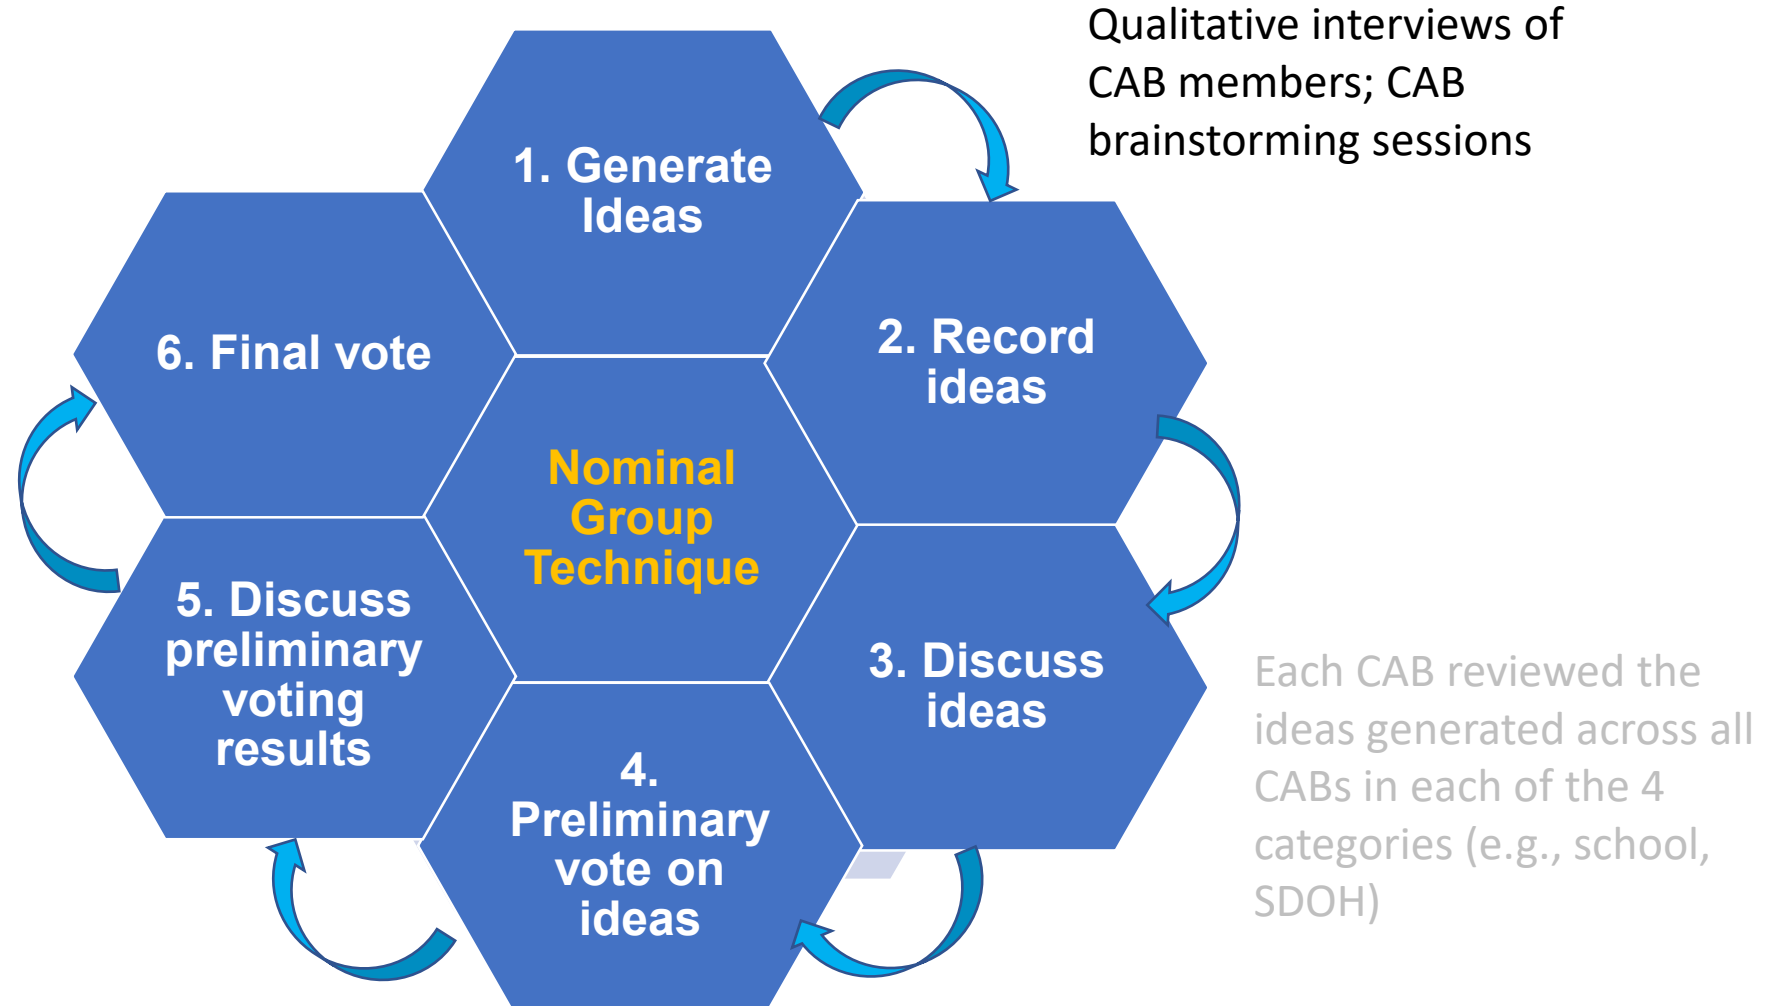 Qualitative interviews of
CAB members; CAB
brainstorming sessions
1. Generate
Ideas
2. Record
ideas
6. Final vote
Nominal
Group
Technique
3. Discuss
ideas
5. Discuss
preliminary
voting
results
4.
Preliminary
vote on
ideas
Each CAB reviewed the
ideas generated across all
CABs in each of the 4
categories (e.g., school,
SDOH)